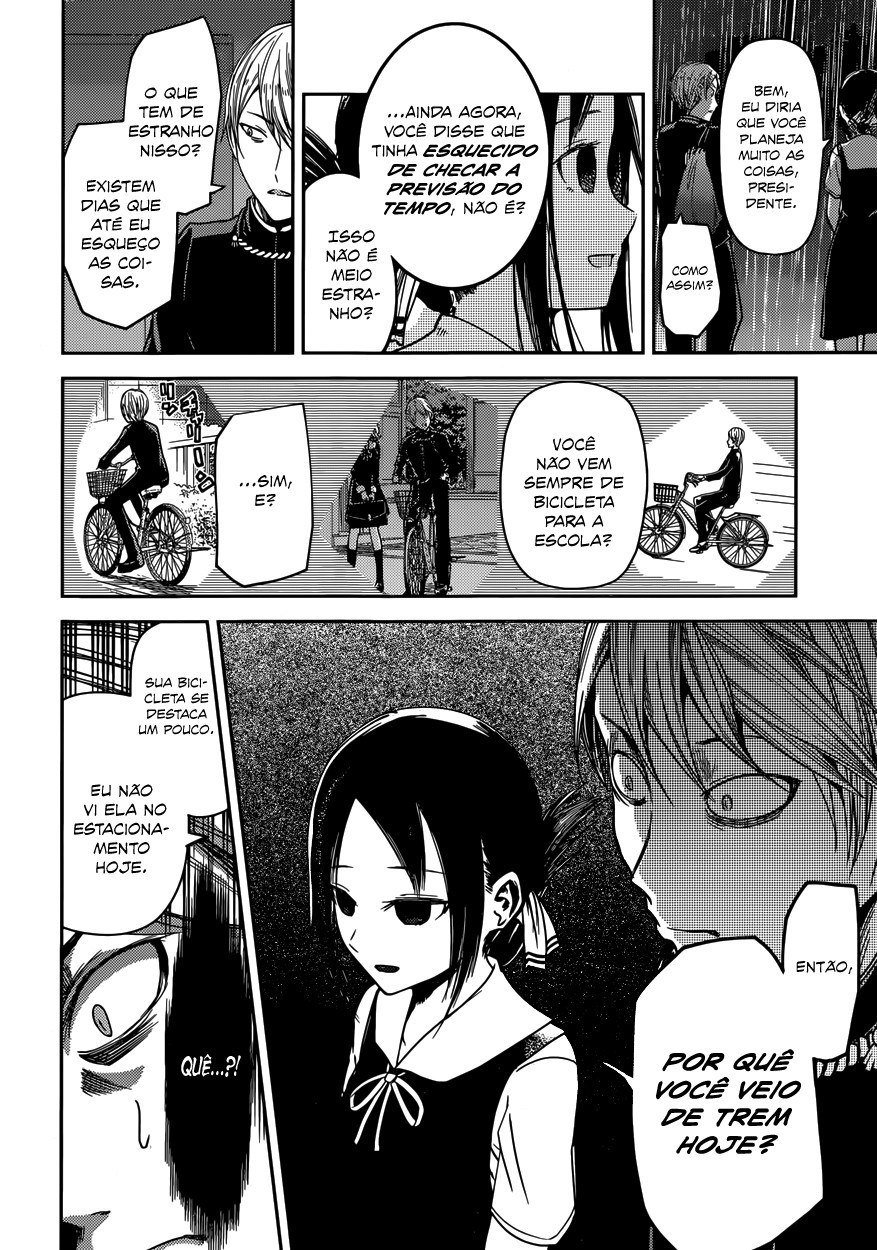 BEM,
EU DIRIA
QUE VOCÊ
PLANEJA
MUITO AS
COISAS,
PRESI-
DENTE.
COMO
ASSIM?
...AINDA AGORA,
VOCÊ DISSE QUE
TINHA ESQUECIDO
DE CHECAR A
PREVISÃO DO
TEMPO, NÃO É?
ISSO
NÃO É
MEIO
ESTRA-
NHO?
O QUE
TEM DE
ESTRANHO
NISSO?
EXISTEM
DIAS QUE
ATÉ EU
ESQUEÇO
AS COI-
SAS.
VOCÊ
NÃO VEM
SEMPRE DE
BICICLETA
PARA A
ESCOLA?
...SIM,
E?
ENTÃO,
POR QUÊ
VOCÊ VEIO
DE TREM
HOJE?
SUA BICI-
CLETA SE
DESTACA
UM POUCO.
EU NÃO
VI ELA NO
ESTACIONA-
MENTO
HOJE.
QUÊ...?!